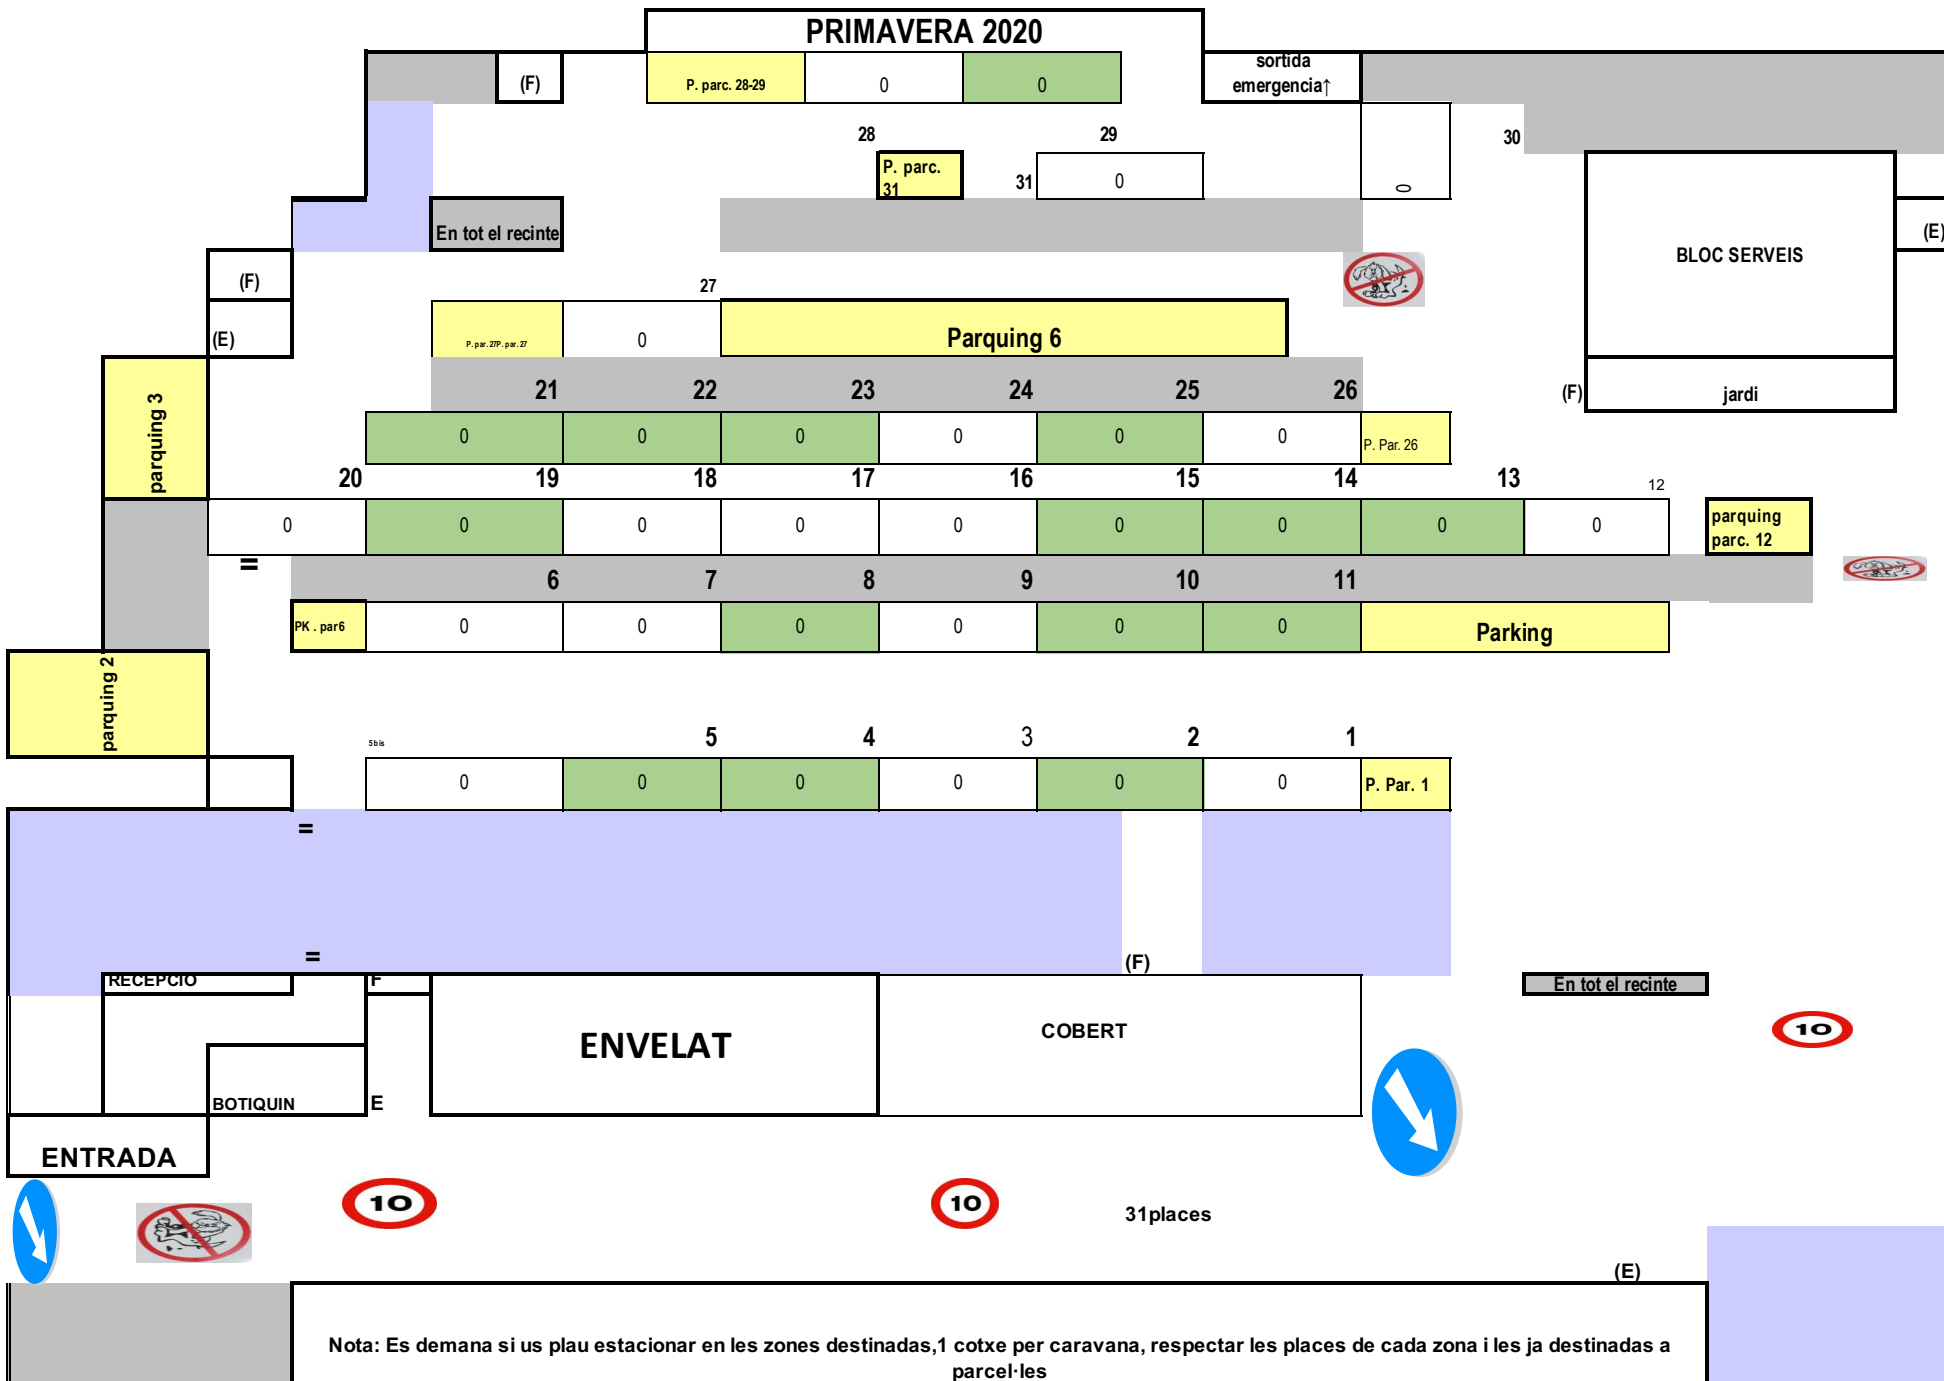 PRIMAVERA 2020
(F)
P. parc. 28-29
0
0
sortida
emergencia↑
28
29
30
P. parc.
31
31
0
0
En tot el recinte
(E)
BLOC SERVEIS
(F)
27
(E)
P. par. 27P. par. 27
0
Parquing 6
parquing 3
21
22
23
24
25
26
(F)
jardi
0
0
0
0
0
0
P. Par. 26
20
19
18
17
16
15
14
13
12
0
0
0
0
0
0
0
0
0
parquing
parc. 12
=
6
7
8
9
10
11
PK . par6
0
0
0
0
0
0
Parking
parquing 2
5bis
5
4
3
2
1
0
0
0
0
0
0
P. Par. 1
=
=
(F)
RECEPCIO
F
En tot el recinte
ENVELAT
COBERT
10
BOTIQUIN
E
ENTRADA
10
10
31places
(E)
Nota: Es demana si us plau estacionar en les zones destinadas,1 cotxe per caravana, respectar les places de cada zona i les ja destinadas a
parcel·les